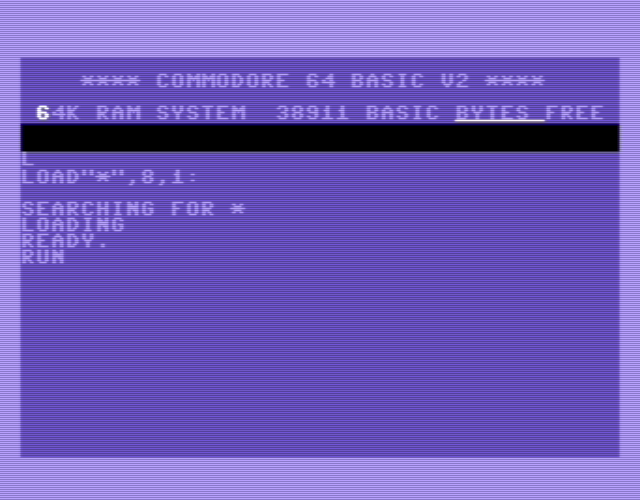 **** COMMODORE 64 BASIC V2 ****
64K RAM SYSTEM  38911 BASIC BYTES FREE
L
LOAD"*",8,1:
SEARCHING FOR *
LOADING
READY.
RUN